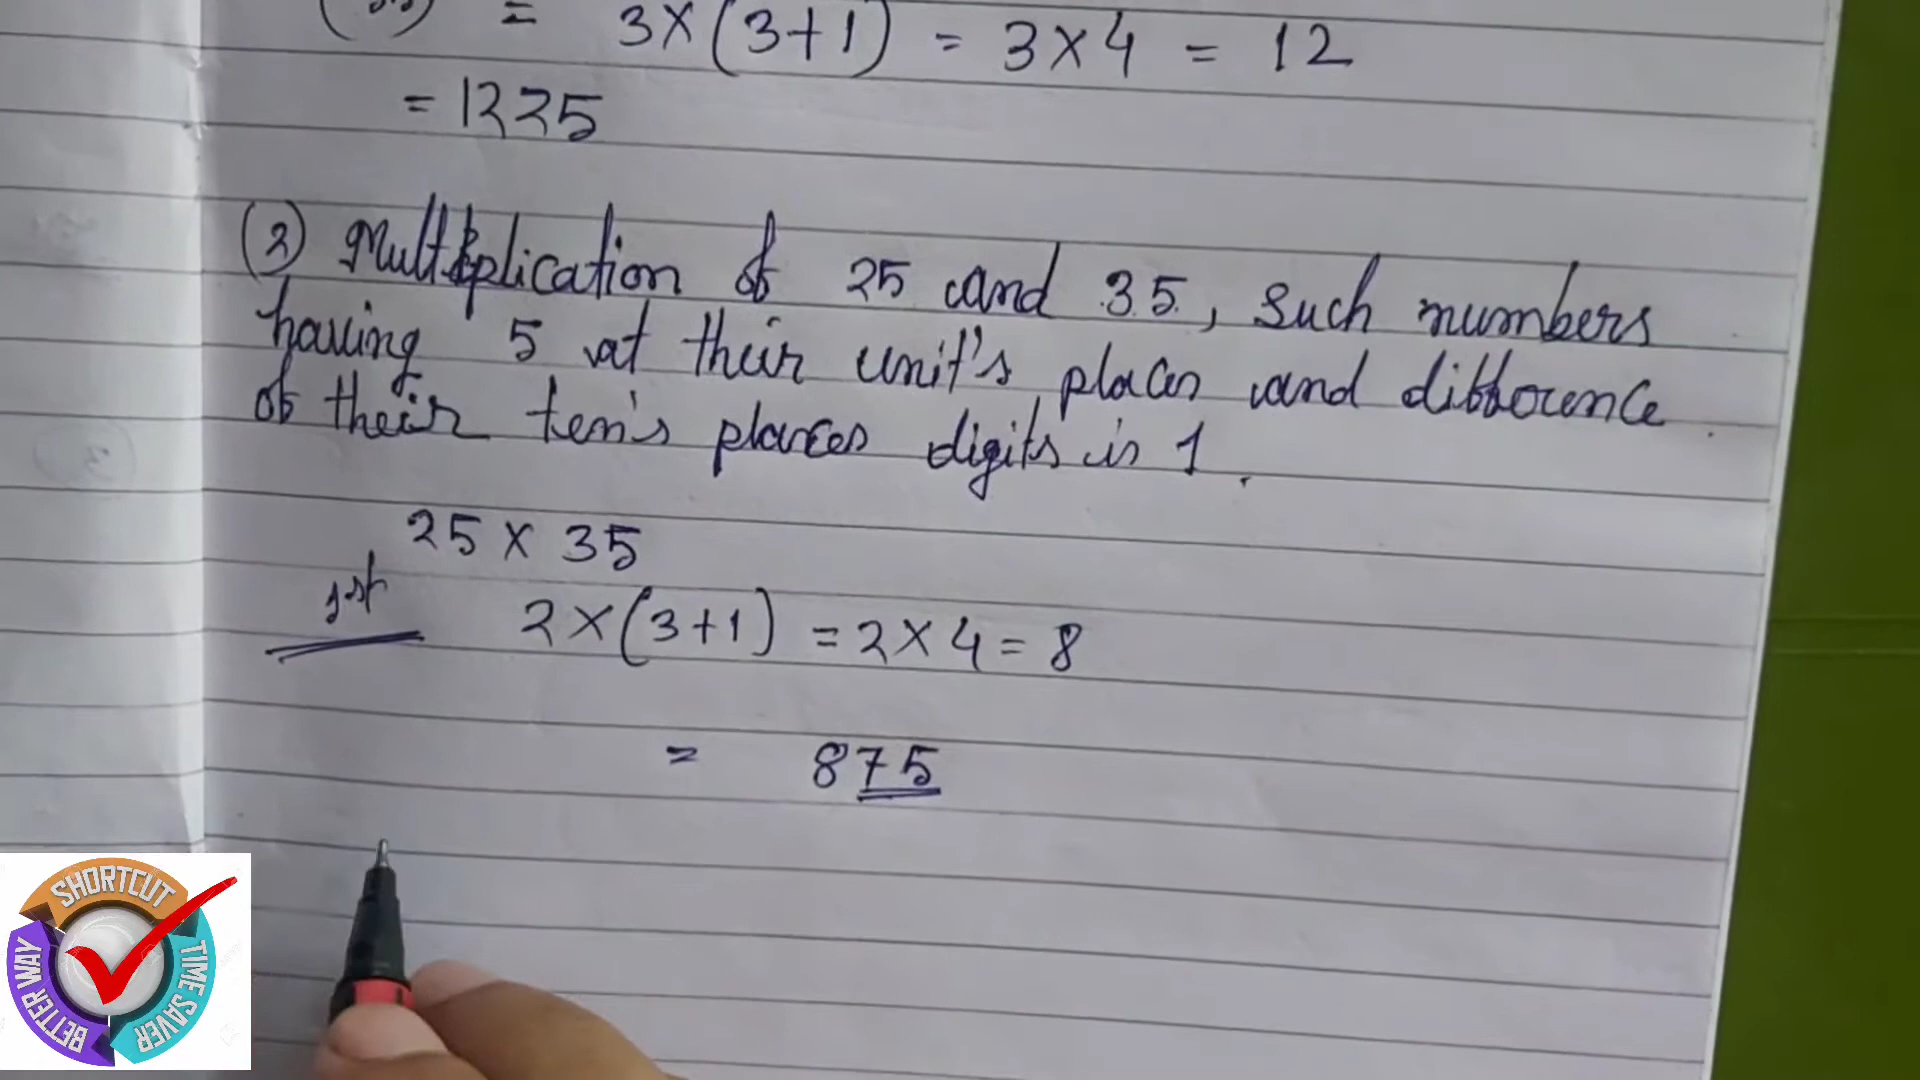 = 3×(3+1) = 3×4 = 12
= 1225
(2) Multiplication of 25 and 35, Such numbers
having 5 at their unit's places and difference
of their ten's places digits is 1.
25 × 35
1st 2×(3+1) = 2×4 = 8
= 875
SHORTCUT
TIME SAVER
BETTER WAY